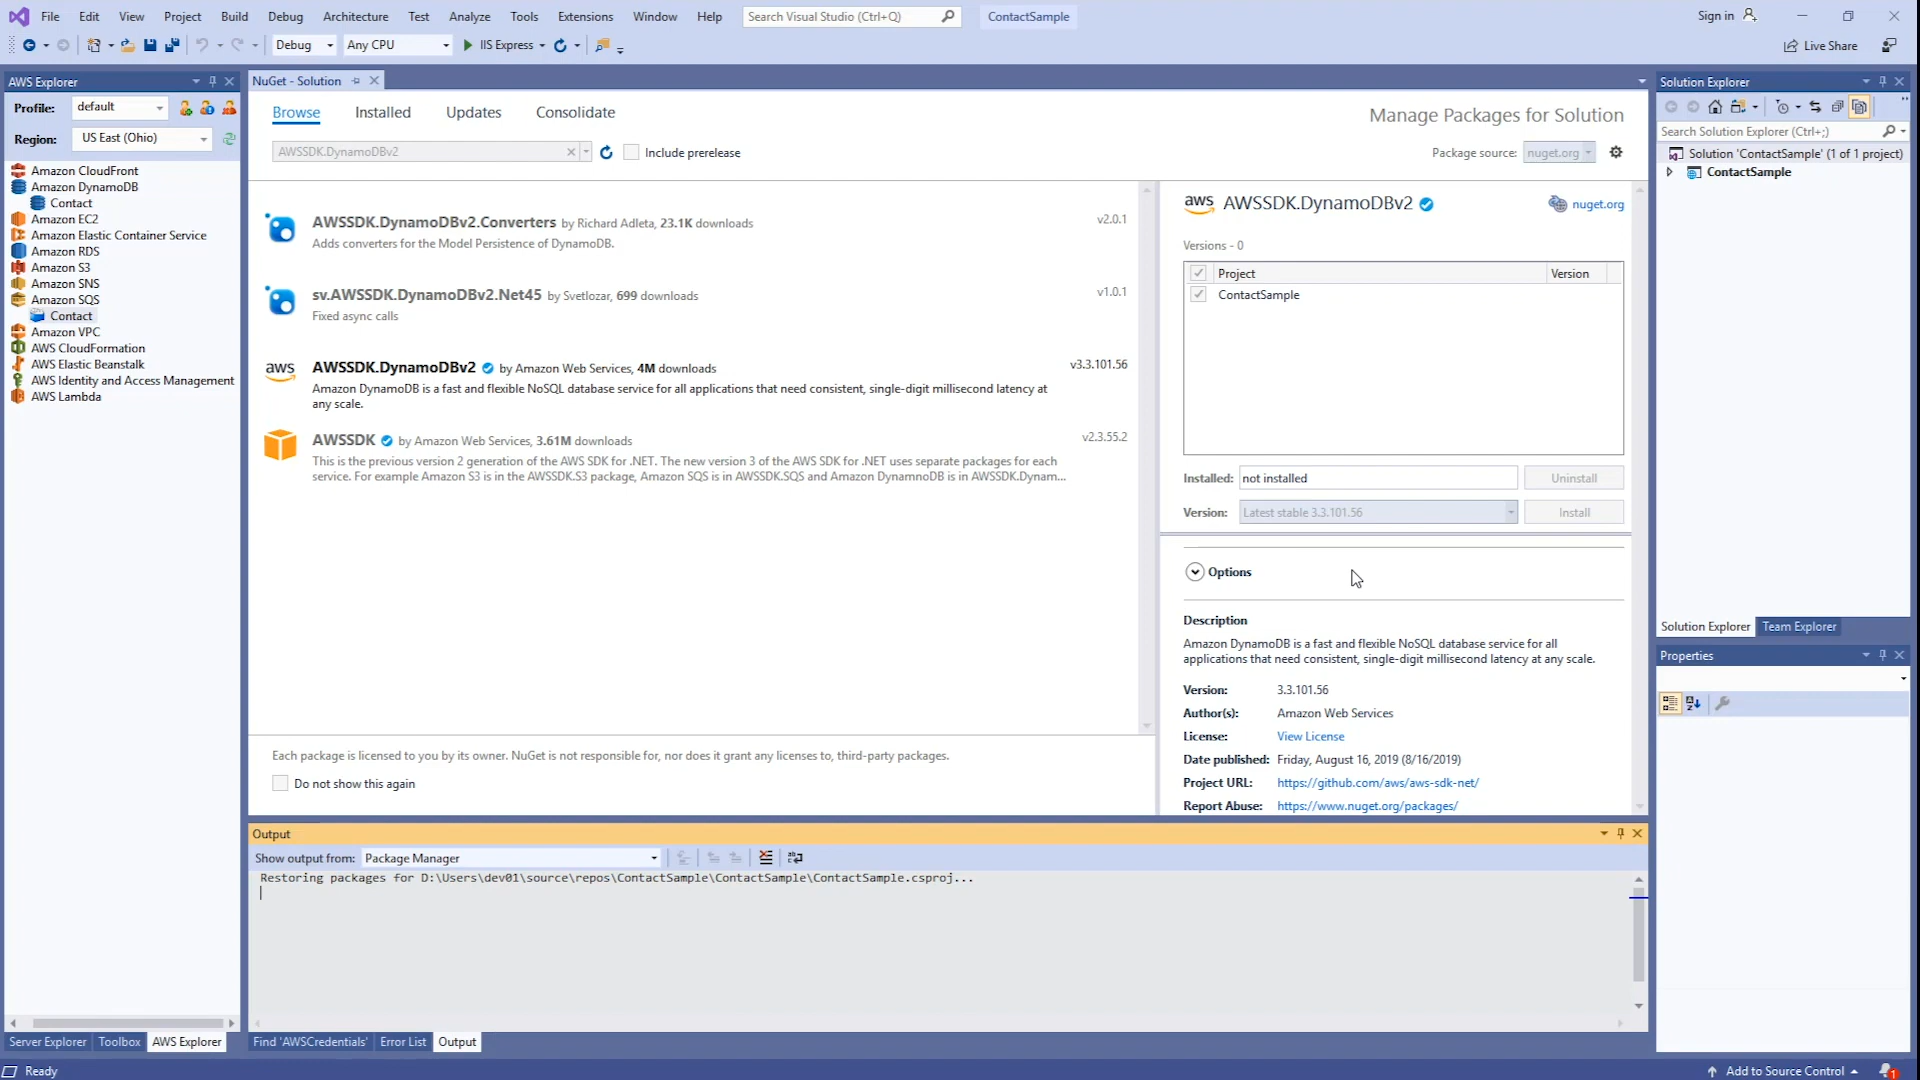 File Edit View Project Build Debug Architecture Test Analyze Tools Extensions Window Help Search Visual Studio (Ctrl+Q) ContactSample Sign in
Debug Any CPU IIS Express Live Share
AWS Explorer
Profile: default
Region: US East (Ohio)
Amazon CloudFront
Amazon DynamoDB
Contact
Amazon EC2
Amazon Elastic Container Service
Amazon RDS
Amazon S3
Amazon SNS
Amazon SQS
Contact
Amazon VPC
AWS CloudFormation
AWS Elastic Beanstalk
AWS Identity and Access Management
AWS Lambda
Server Explorer Toolbox AWS Explorer
NuGet - Solution
Browse Installed Updates Consolidate
Manage Packages for Solution
AWSSDK.DynamoDBv2 Include prerelease
Package source: nuget.org
AWSSDK.DynamoDBv2.Converters by Richard Adleta, 23.1K downloads v2.0.1
Adds converters for the Model Persistence of DynamoDB.
sv.AWSSDK.DynamoDBv2.Net45 by Svetlozar, 699 downloads v1.0.1
Fixed async calls
aws AWSSDK.DynamoDBv2 by Amazon Web Services, 4M downloads v3.3.101.56
Amazon DynamoDB is a fast and flexible NoSQL database service for all applications that need consistent, single-digit millisecond latency at
any scale.
AWSSDK by Amazon Web Services, 3.61M downloads v2.3.55.2
This is the previous version 2 generation of the AWS SDK for .NET. The new version 3 of the AWS SDK for .NET uses separate packages for each
service. For example Amazon S3 is in the AWSSDK.S3 package, Amazon SQS is in AWSSDK.SQS and Amazon DynamnoDB is in AWSSDK.Dynam...
Each package is licensed to you by its owner. NuGet is not responsible for, nor does it grant any licenses to, third-party packages.
Do not show this again
aws AWSSDK.DynamoDBv2 nuget.org
Versions - 0
Project Version
ContactSample
Installed: not installed Uninstall
Version: Latest stable 3.3.101.56 Install
Options
Description
Amazon DynamoDB is a fast and flexible NoSQL database service for all
applications that need consistent, single-digit millisecond latency at any scale.
Version: 3.3.101.56
Author(s): Amazon Web Services
License: View License
Date published: Friday, August 16, 2019 (8/16/2019)
Project URL: https://github.com/aws/aws-sdk-net/
Report Abuse: https://www.nuget.org/packages/
Output
Show output from: Package Manager
Restoring packages for D:\Users\dev01\source\repos\ContactSample\ContactSample\ContactSample.csproj...
Find 'AWSCredentials' Error List Output
Solution Explorer
Search Solution Explorer (Ctrl+;)
Solution 'ContactSample' (1 of 1 project)
ContactSample
Solution Explorer Team Explorer
Properties
Ready
Add to Source Control 1